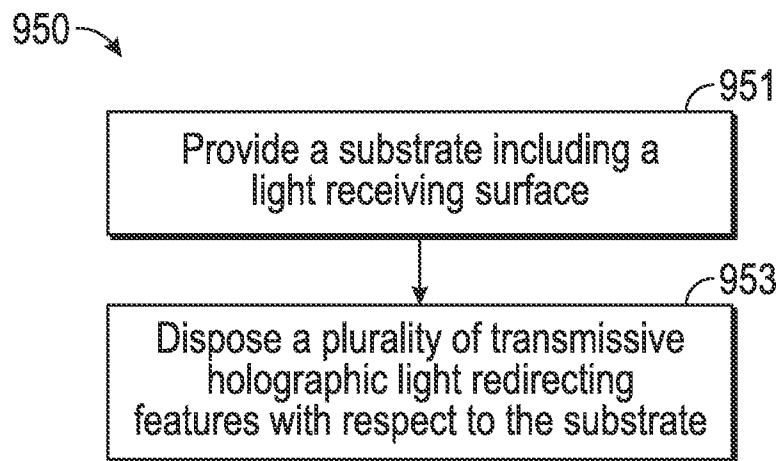 950
951
Provide a substrate including a
light receiving surface
953
Dispose a plurality of transmissive
holographic light redirecting
features with respect to the substrate